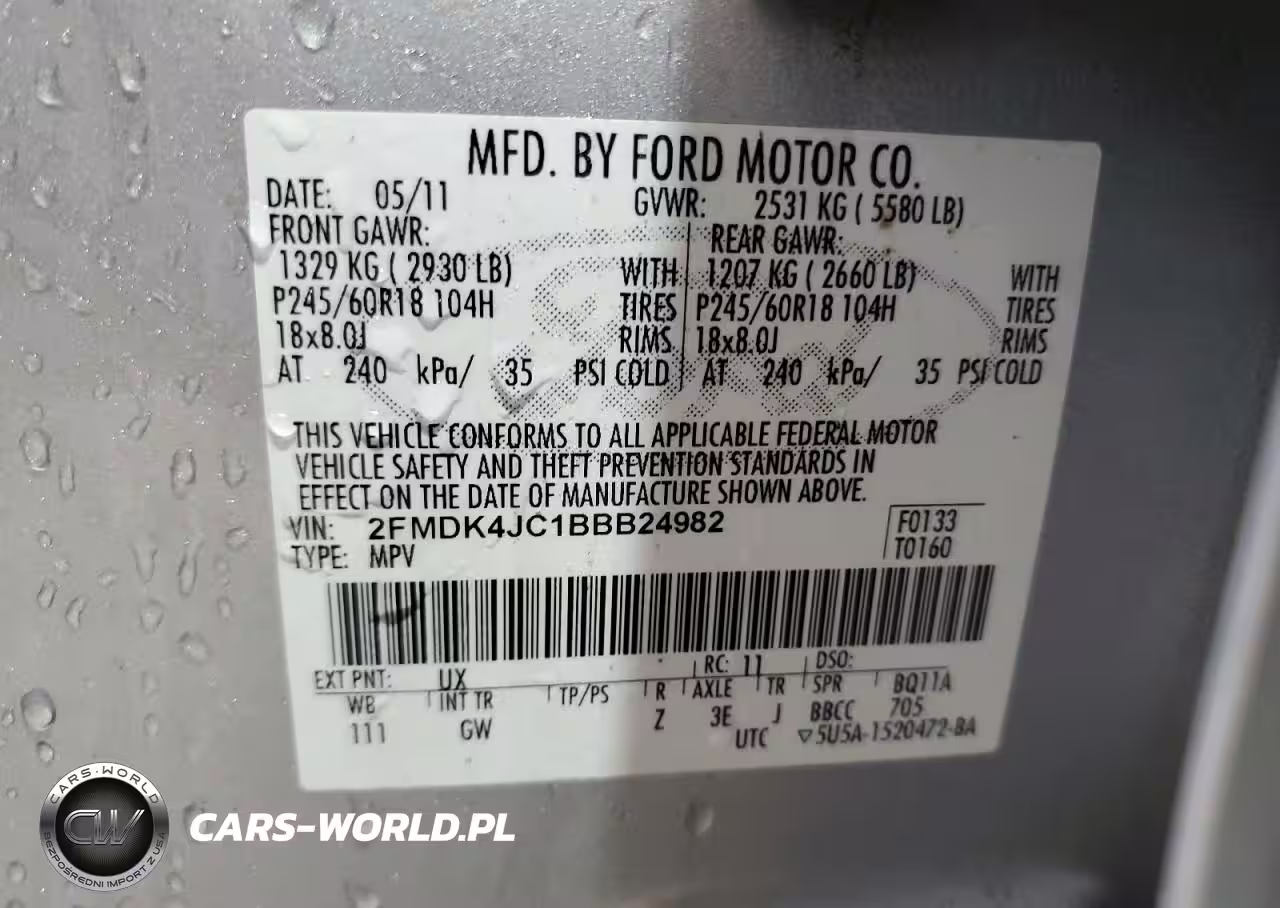 MFD. BY FORD MOTOR CO.
DATE: 05/11 GVWR: 2531 KG ( 5580 LB)
FRONT GAWR: REAR GAWR:
1329 KG ( 2930 LB) WITH 1207 KG ( 2660 LB) WITH
P245/60R18 104H TIRES P245/60R18 104H TIRES
18x8.0J RIMS 18x8.0J RIMS
AT 240 kPa/ 35 PSI COLD AT 240 kPa/ 35 PSI COLD
THIS VEHICLE CONFORMS TO ALL APPLICABLE FEDERAL MOTOR
VEHICLE SAFETY AND THEFT PREVENTION STANDARDS IN
EFFECT ON THE DATE OF MANUFACTURE SHOWN ABOVE.
VIN: 2FMDK4JC1BBB24982 F0133
TYPE: MPV T0160
EXT PNT: UX RC: 11 DSO:
WB INT TR TP/PS R AXLE TR SPR BQ11A
111 GW Z 3E J BBCC 705
UTC ▽5U5A-1520472-BA
CARS-WORLD
CW
BEZPOŚREDNI IMPORT Z USA
CARS-WORLD.PL